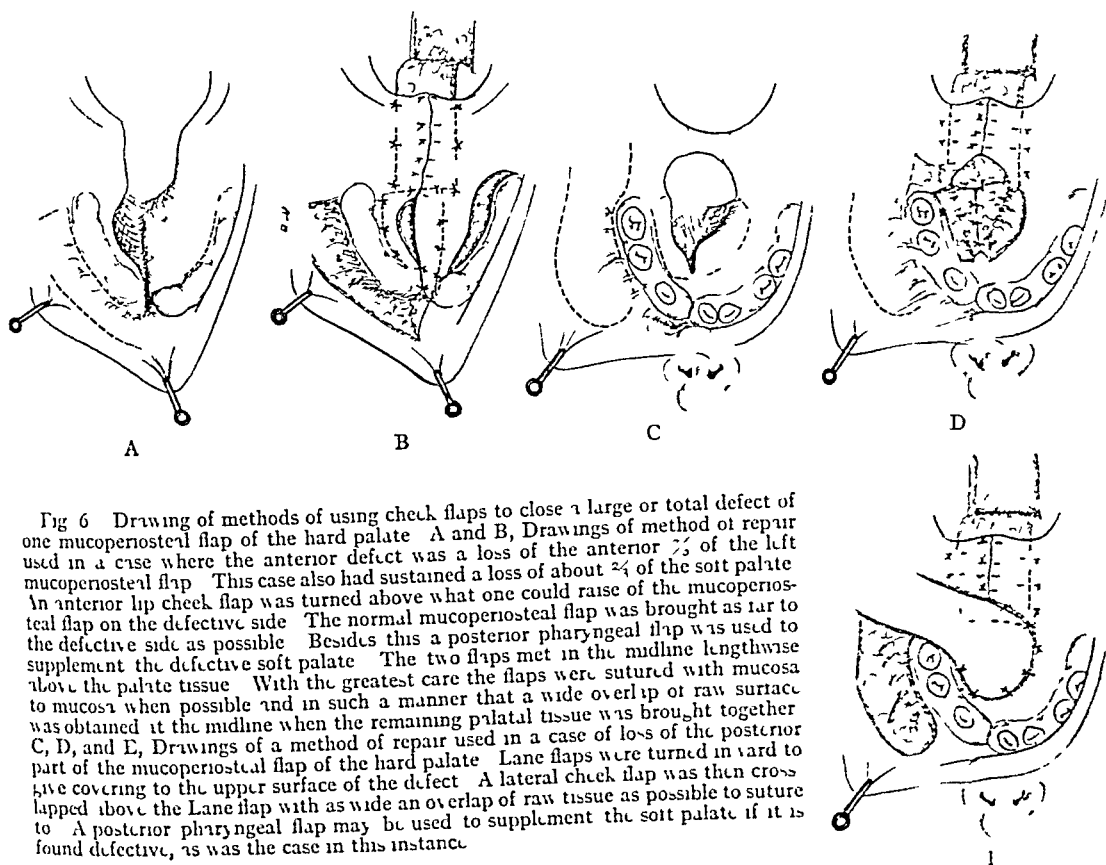 A
B
C
D
Fig 6 Drawing of methods of using cheek flaps to close a large or total defect of
one mucoperiosteal flap of the hard palate A and B, Drawings of method of repair
used in a case where the anterior defect was a loss of the anterior ⅔ of the left
mucoperiosteal flap This case also had sustained a loss of about ¾ of the soft palate
An anterior lip cheek flap was turned above what one could raise of the mucoperios-
teal flap on the defective side The normal mucoperiosteal flap was brought as far to
the defective side as possible Besides this a posterior pharyngeal flap was used to
supplement the defective soft palate The two flaps met in the midline lengthwise
above the palate tissue With the greatest care the flaps were sutured with mucosa
to mucosa when possible and in such a manner that a wide overlap of raw surface
was obtained at the midline when the remaining palatal tissue was brought together
C, D, and E, Drawings of a method of repair used in a case of loss of the posterior
part of the mucoperiosteal flap of the hard palate Lane flaps were turned inward to
give covering to the upper surface of the defect A lateral cheek flap was then cross
lapped above the Lane flap with as wide an overlap of raw tissue as possible to suture
to A posterior pharyngeal flap may be used to supplement the soft palate if it is
found defective, as was the case in this instance